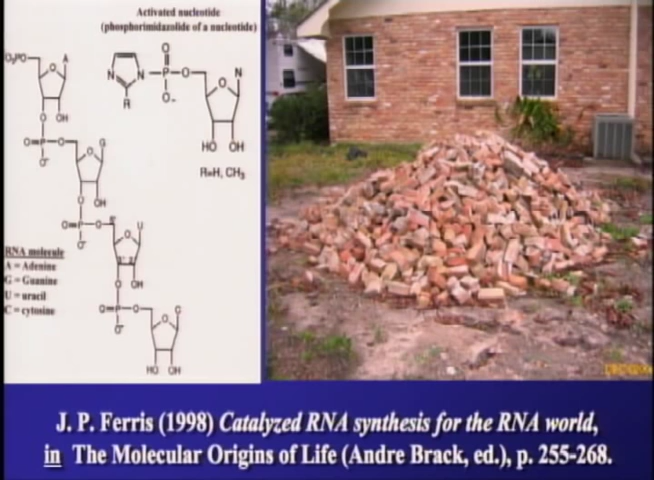 Activated nucleotide
(phosphorimidazolide of a nucleotide)
O
N
N
P
O
O
N
R
O-
HO OH
R=H, CH₃
A
O
O OH
O=P
O
O-
G
O
O OH
O=P
O
O-
U
O
O OH
O=P
O
O-
C
O
HO OH
RNA molecule
A = Adenine
G = Guanine
U = uracil
C = cytosine
J. P. Ferris (1998) Catalyzed RNA synthesis for the RNA world,
in The Molecular Origins of Life (Andre Brack, ed.), p. 255-268.